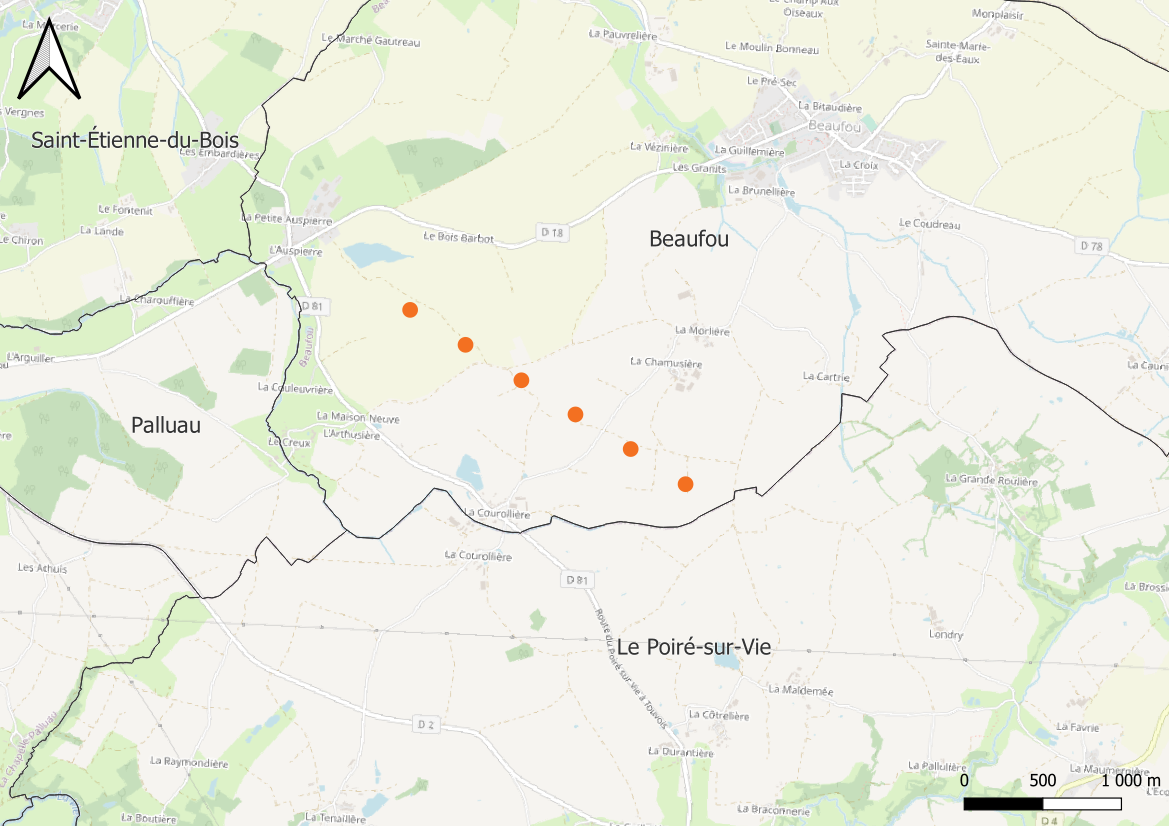 La Mercerie
Le Marché Gautreau
La Pauvrelière
Le Champ Aux
Oiseaux
Monplaisir
Le Moulin Bonneau
Sainte-Marie-
des-Eaux
Le Pré Sec
s Vergnes
La Bitaudière
Beaufou
Saint-Étienne-du-Bois
Les Embardières
La Vézinière
La Guillemière
La Croix
Les Granits
La Brunellière
Le Fontenit
La Petite Auspierre
La Lande
Le Chiron
Le Bois Barbot
D 18
Beaufou
Le Coudreau
D 78
L'Auspierre
La Charouffière
D 81
Beaufou
La Morlière
L'Arguiller
La Chamusière
La Cartrie
La Couleuvrière
La Maison Neuve
Palluau
L'Arthusière
Le Creux
La Grande Roulière
La Courollière
La Courollière
Les Athuis
D 81
Route du Poiré sur Vie à Touvois
Londry
Le Poiré-sur-Vie
La Maldemée
La Côtrelière
D 2
La Chapelle Palluau
La Favrie
La Durantière
La Raymondière
La Pallulière
La Maumernière
0 500 1 000 m
La Braconnerie
La Boutière
La Tenaillère
D 4